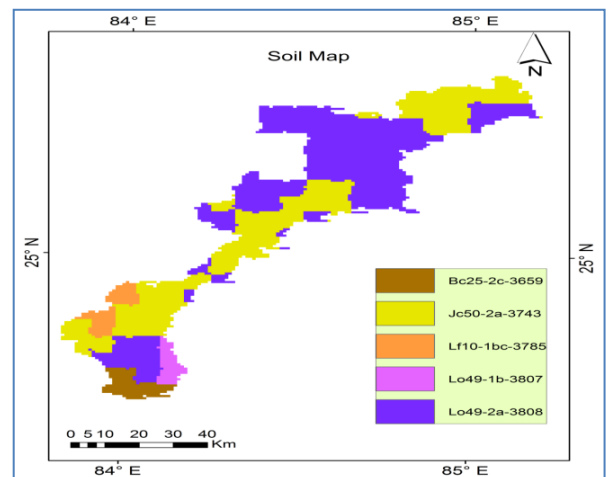 84° E 85° E
Soil Map
N
25° N 25° N
Bc25-2c-3659
Jc50-2a-3743
Lf10-1bc-3785
Lo49-1b-3807
Lo49-2a-3808
0 5 10 20 30 40
Km
84° E 85° E